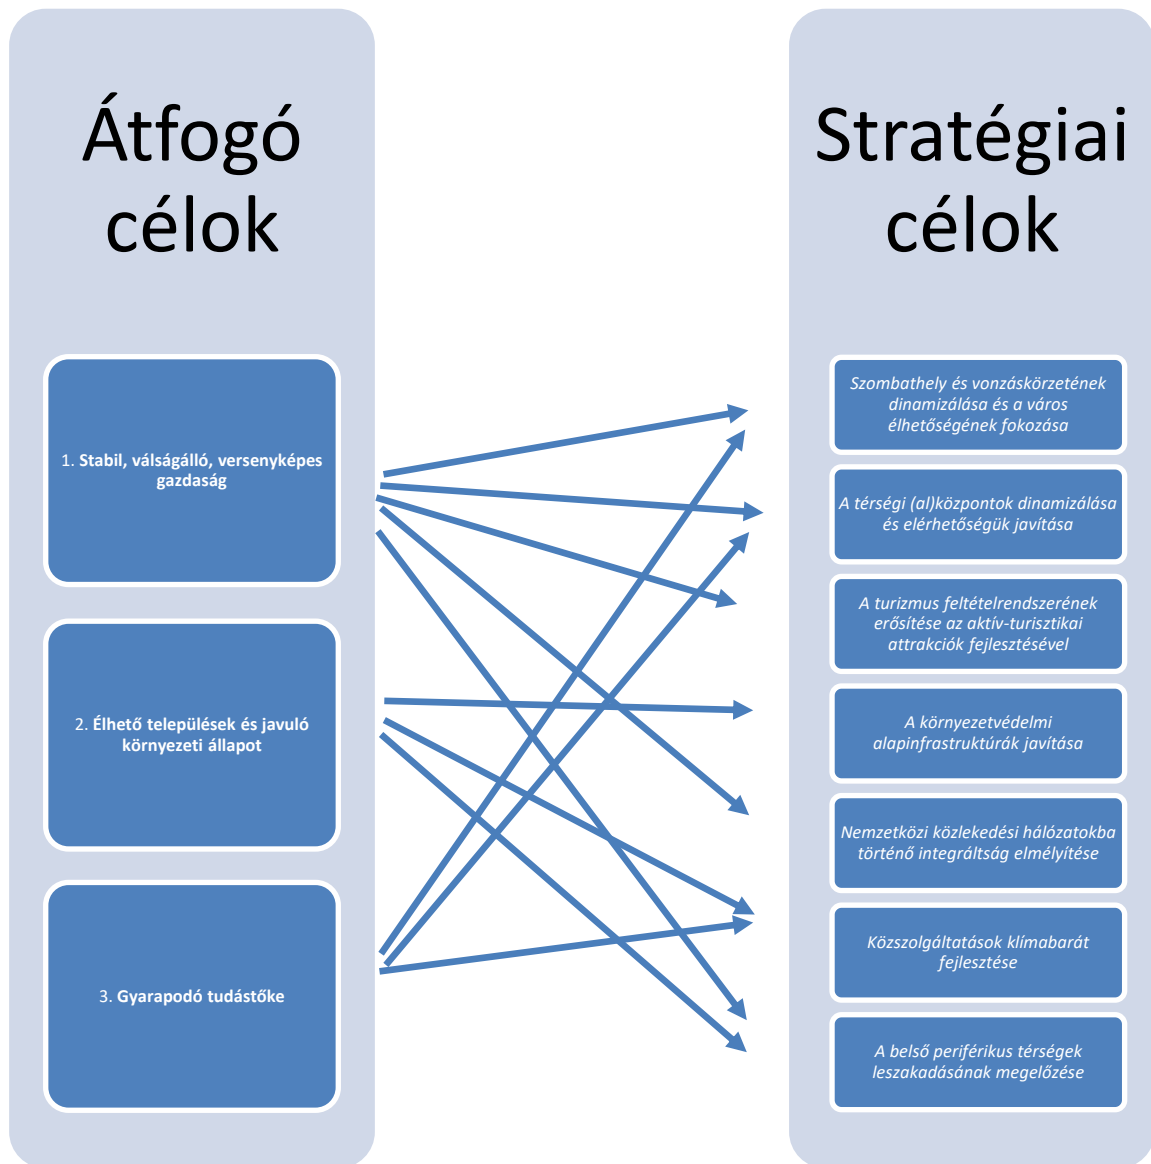 Átfogó
célok
1. Stabil, válságálló, versenyképes
gazdaság
2. Élhető települések és javuló
környezeti állapot
3. Gyarapodó tudástőke
Stratégiai
célok
Szombathely és vonzáskörzetének
dinamizálása és a város
élhetőségének fokozása
A térségi (al)központok dinamizálása
és elérhetőségük javítása
A turizmus feltételrendszerének
erősítése az aktív-turisztikai
attrakciók fejlesztésével
A környezetvédelmi
alapinfrastruktúrák javítása
Nemzetközi közlekedési hálózatokba
történő integráltság elmélyítése
Közszolgáltatások klímabarát
fejlesztése
A belső periférikus térségek
leszakadásának megelőzése